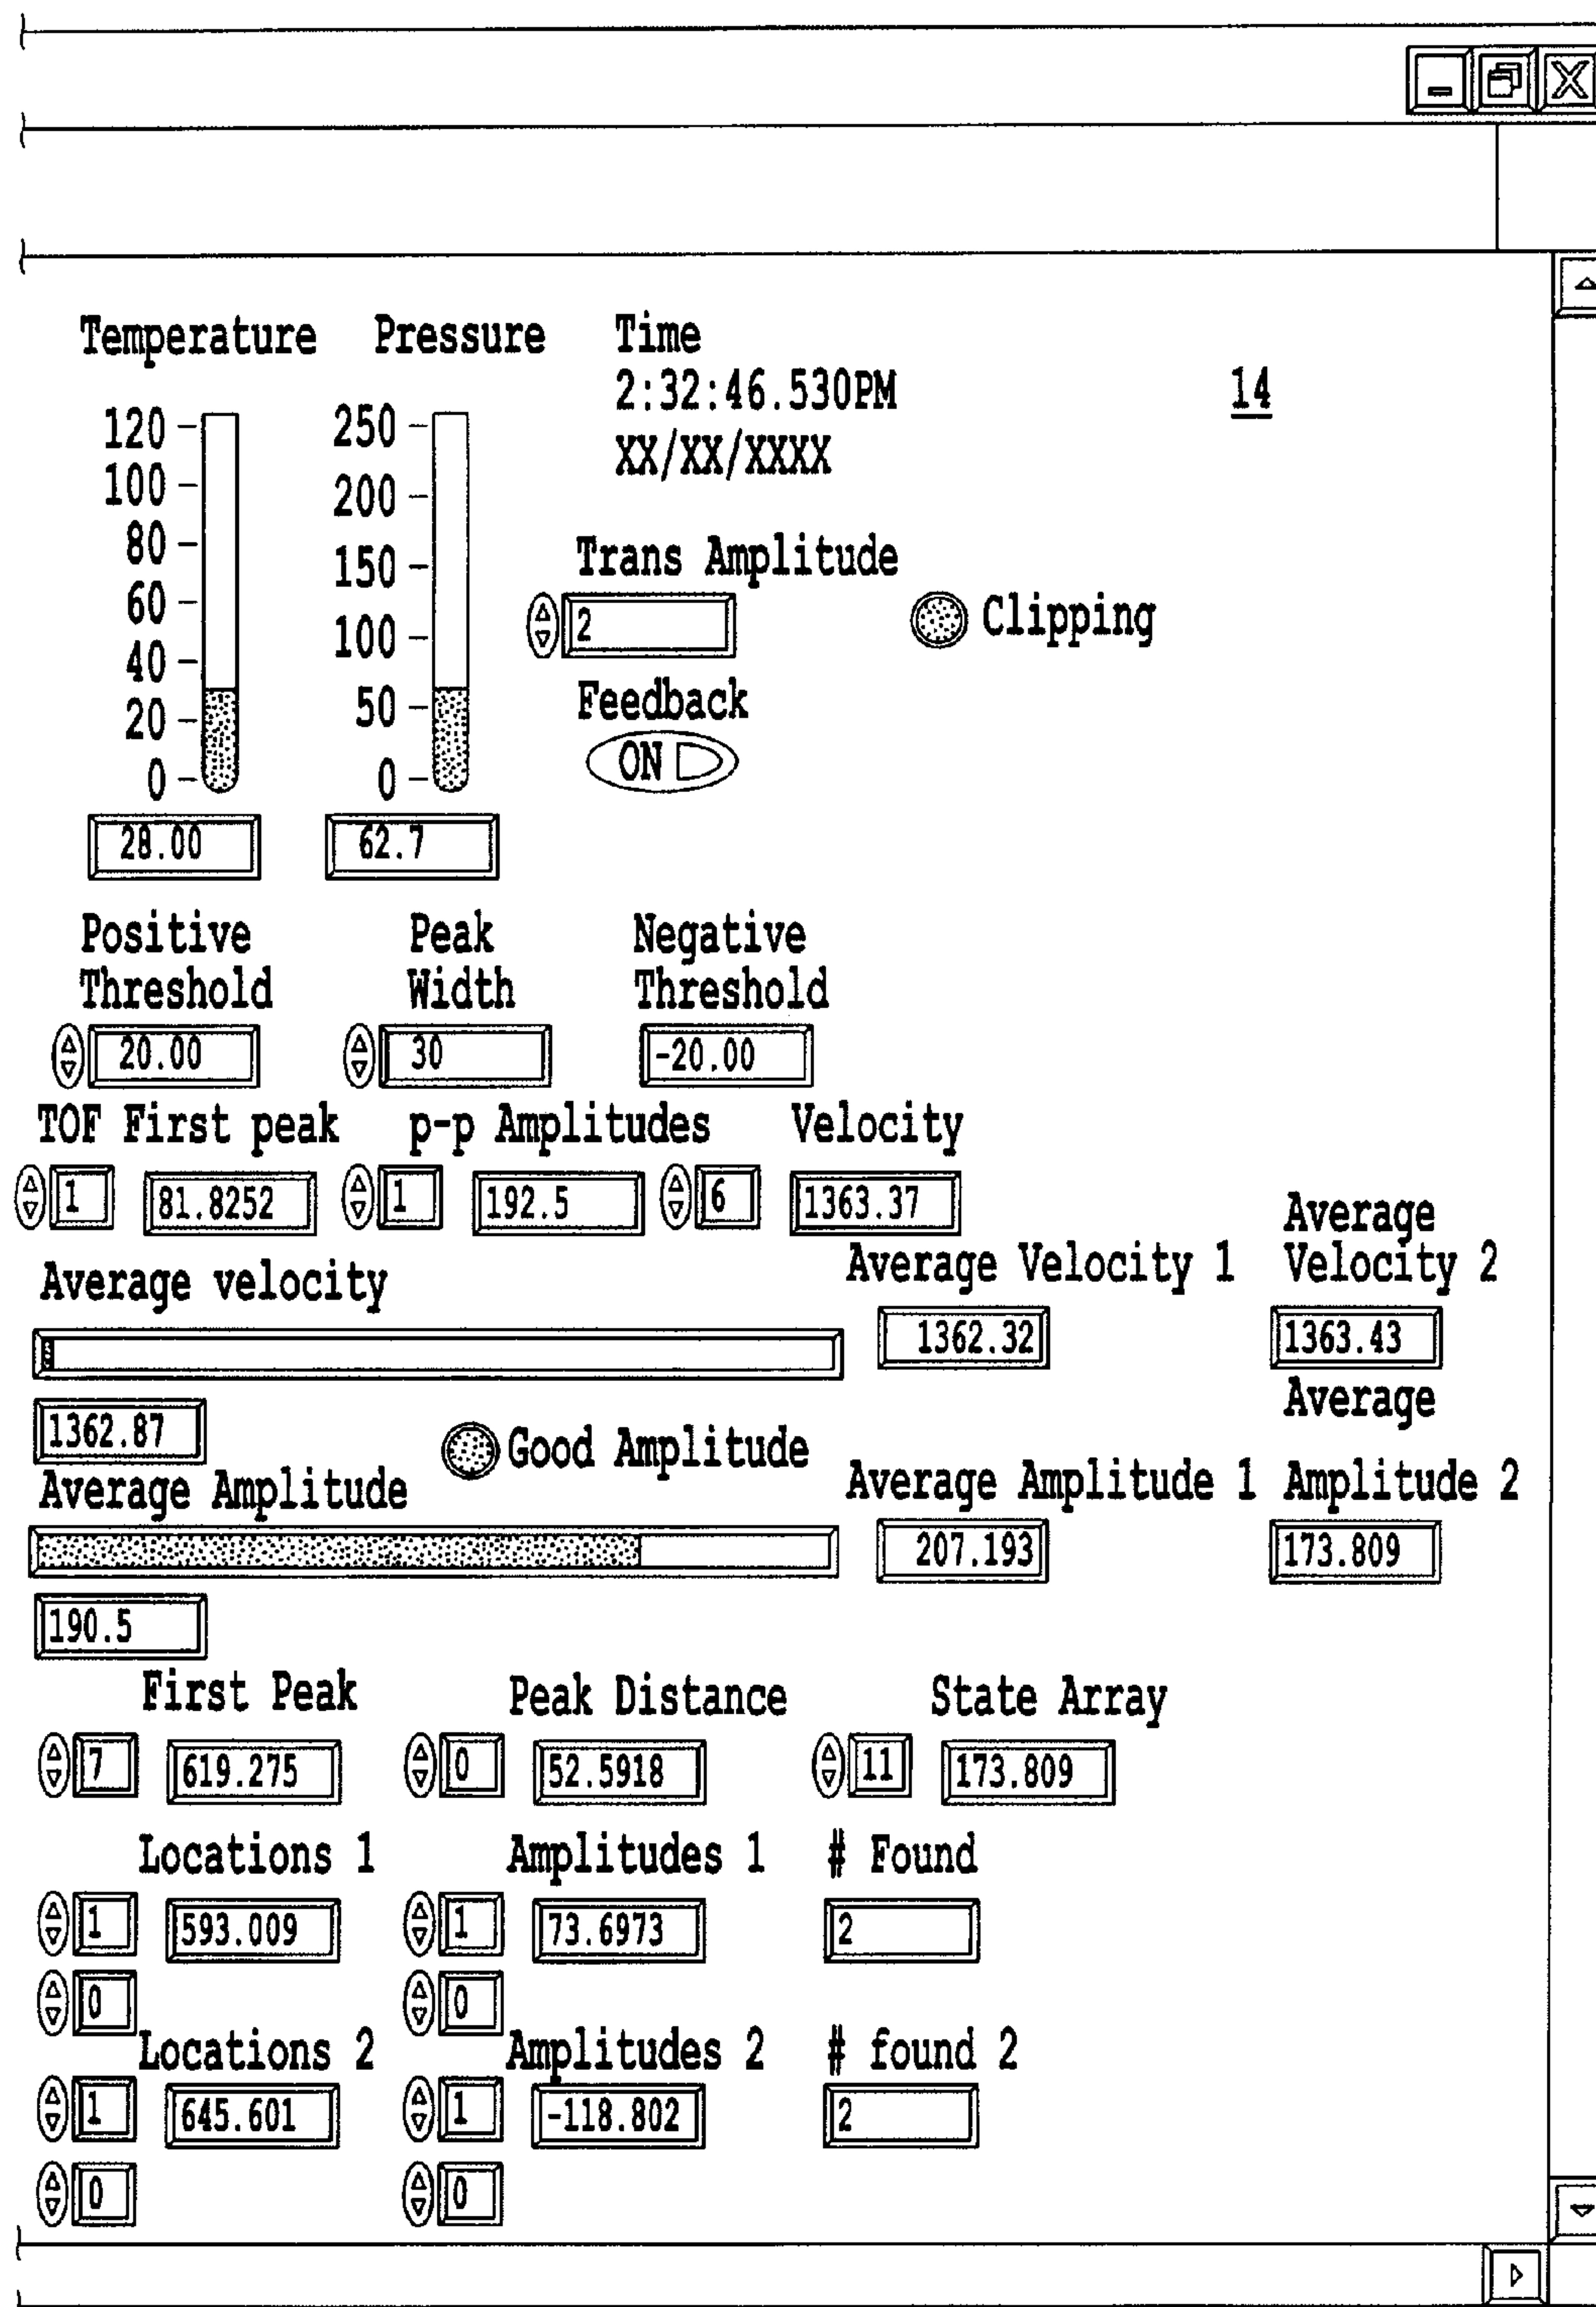 Temperature Pressure Time
2:32:46.530PM
XX/XX/XXXX
14
120 250
100 200
80 150
60 100
40 50
20 0
0
Trans Amplitude
2
Clipping
Feedback
ON
28.00 62.7
Positive Peak Negative
Threshold Width Threshold
20.00 30 -20.00
TOF First peak p-p Amplitudes Velocity
1 81.8252 1 192.5 6 1363.37
Average velocity Average Velocity 1 Average
Velocity 2
1362.32 1363.43
1362.87 Good Amplitude Average
Average Amplitude Average Amplitude 1 Amplitude 2
207.193 173.809
190.5
First Peak Peak Distance State Array
7 619.275 0 52.5918 11 173.809
Locations 1 Amplitudes 1 # Found
1 593.009 1 73.6973 2
0 0
Locations 2 Amplitudes 2 # found 2
1 645.601 1 -118.802 2
0 0